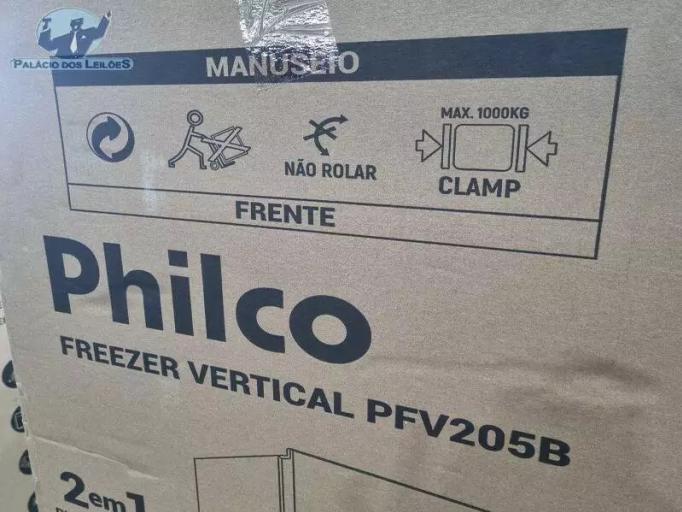 PALÁCIO DOS LEILÕES
MANUSEIO
MAX. 1000KG
NÃO ROLAR
CLAMP
FRENTE
Philco
FREEZER VERTICAL PFV205B
2em1